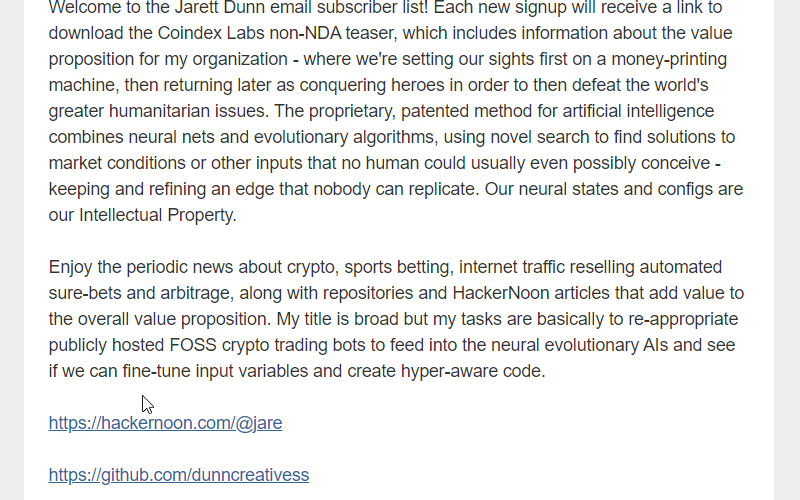 Welcome to the Jarett Dunn email subscriber list! Each new signup will receive a link to
download the Coindex Labs non-NDA teaser, which includes information about the value
proposition for my organization - where we're setting our sights first on a money-printing
machine, then returning later as conquering heroes in order to then defeat the world's
greater humanitarian issues. The proprietary, patented method for artificial intelligence
combines neural nets and evolutionary algorithms, using novel search to find solutions to
market conditions or other inputs that no human could usually even possibly conceive -
keeping and refining an edge that nobody can replicate. Our neural states and configs are
our Intellectual Property.
Enjoy the periodic news about crypto, sports betting, internet traffic reselling automated
sure-bets and arbitrage, along with repositories and HackerNoon articles that add value to
the overall value proposition. My title is broad but my tasks are basically to re-appropriate
publicly hosted FOSS crypto trading bots to feed into the neural evolutionary AIs and see
if we can fine-tune input variables and create hyper-aware code.
https://hackernoon.com/@jare
https://github.com/dunncreativess